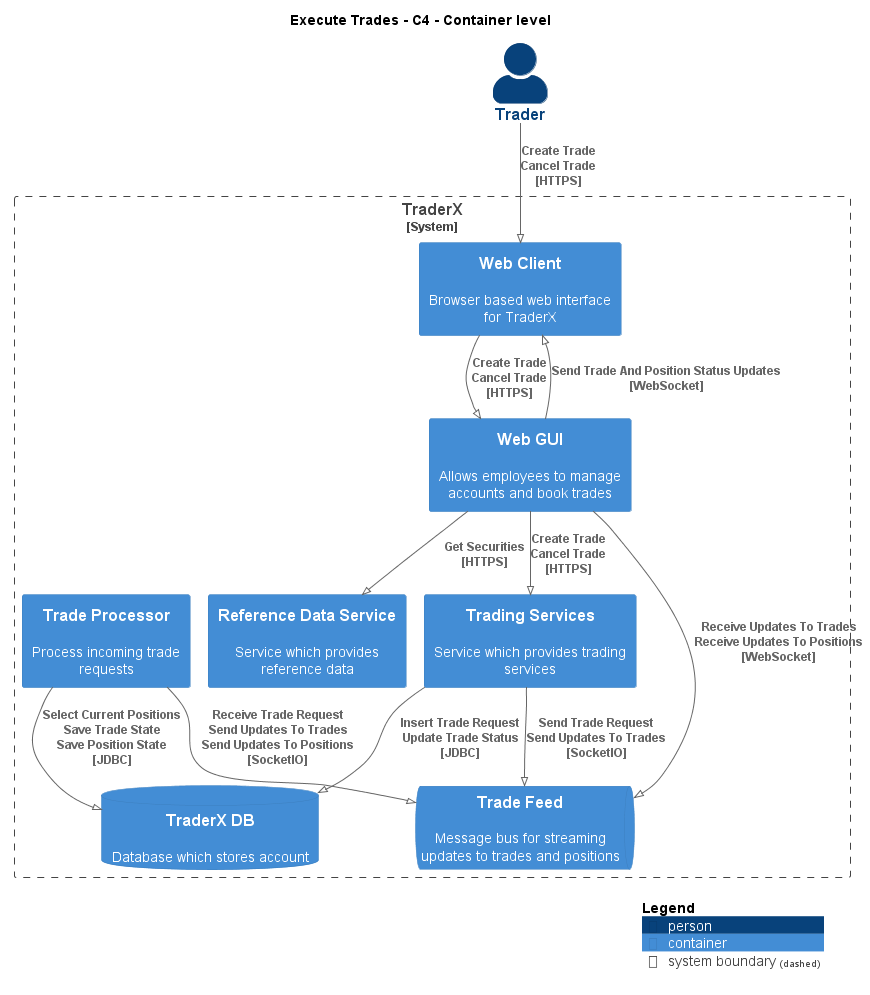 Execute Trades - C4 - Container level
Trader
Create Trade
Cancel Trade
[HTTPS]
TraderX
[System]
Web Client
Browser based web interface
for TraderX
Create Trade
Cancel Trade
[HTTPS]
Send Trade And Position Status Updates
[WebSocket]
Web GUI
Allows employees to manage
accounts and book trades
Get Securities
[HTTPS]
Create Trade
Cancel Trade
[HTTPS]
Receive Updates To Trades
Receive Updates To Positions
[WebSocket]
Trade Processor
Process incoming trade
requests
Reference Data Service
Service which provides
reference data
Trading Services
Service which provides trading
services
Select Current Positions
Save Trade State
Save Position State
[JDBC]
Receive Trade Request
Send Updates To Trades
Send Updates To Positions
[SocketIO]
Insert Trade Request
Update Trade Status
[JDBC]
Send Trade Request
Send Updates To Trades
[SocketIO]
TraderX DB
Database which stores account
Trade Feed
Message bus for streaming
updates to trades and positions
Legend
person
container
system boundary (dashed)